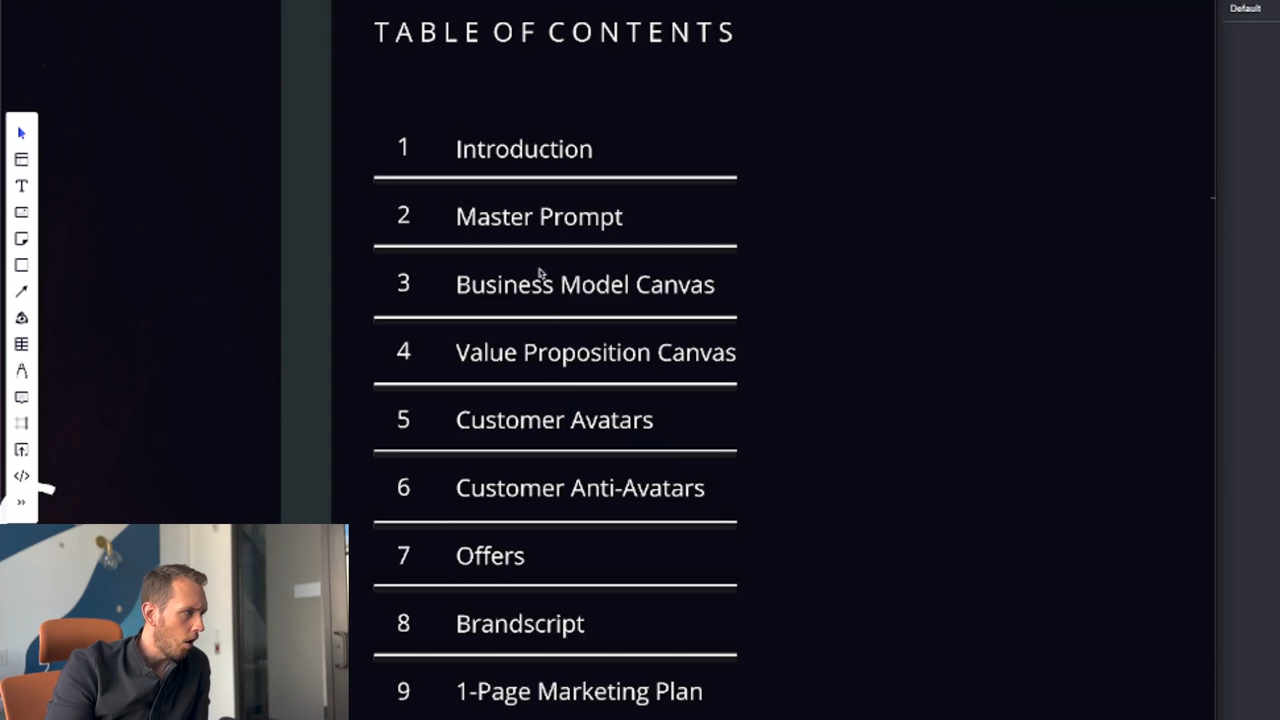 Default
TABLE OF CONTENTS
1 Introduction
2 Master Prompt
3 Business Model Canvas
4 Value Proposition Canvas
5 Customer Avatars
6 Customer Anti-Avatars
7 Offers
8 Brandscript
9 1-Page Marketing Plan